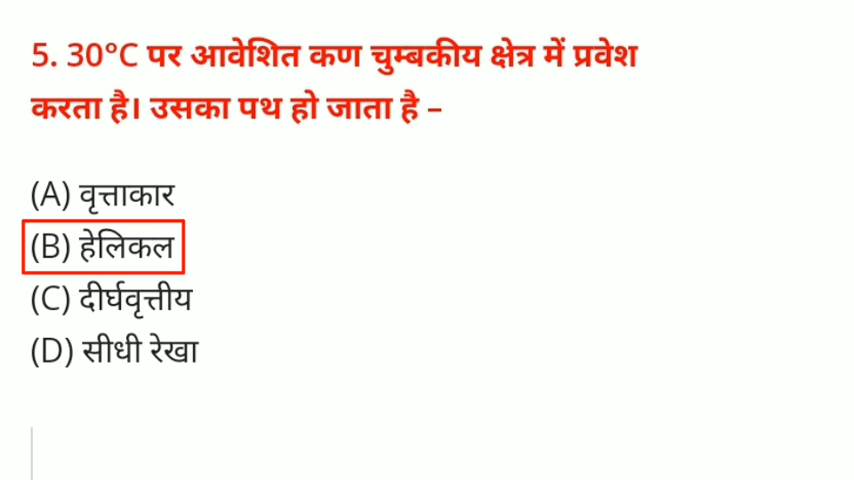 5. 30°C पर आवेशित कण चुम्बकीय क्षेत्र में प्रवेश
करता है। उसका पथ हो जाता है –
(A) वृत्ताकार
(B) हेलिकल
(C) दीर्घवृत्तीय
(D) सीधी रेखा